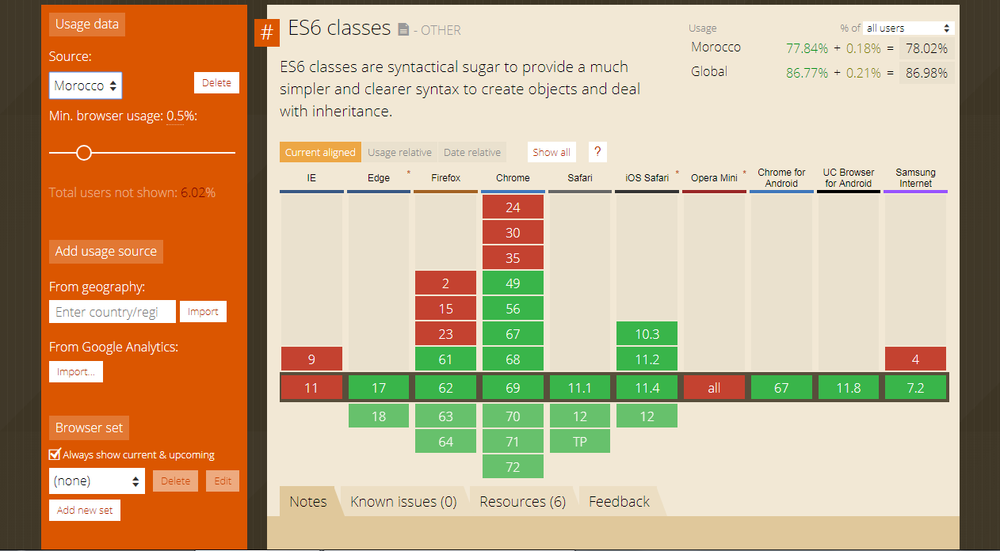 Usage data
Source:
Morocco
Delete
Min. browser usage: 0.5%:
Total users not shown: 6.02%
Add usage source
From geography:
Enter country/regi
Import
From Google Analytics:
Import...
Browser set
Always show current & upcoming
(none)
Delete
Edit
Add new set
# ES6 classes - OTHER
ES6 classes are syntactical sugar to provide a much
simpler and clearer syntax to create objects and deal
with inheritance.
Usage % of all users
Morocco 77.84% + 0.18% = 78.02%
Global 86.77% + 0.21% = 86.98%
Current aligned Usage relative Date relative Show all ?
IE Edge * Firefox Chrome Safari iOS Safari * Opera Mini * Chrome for Android UC Browser for Android Samsung Internet
24
30
35
2 49
15 56
23 67 10.3
9 61 68 11.2 4
11 17 62 69 11.1 11.4 all 67 11.8 7.2
18 63 70 12 12
64 71 TP
72
Notes Known issues (0) Resources (6) Feedback